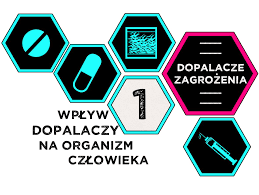 DOPALACZE
ZAGROŻENIA
1
WPŁYW
DOPALACZY
NA ORGANIZM
CZŁOWIEKA